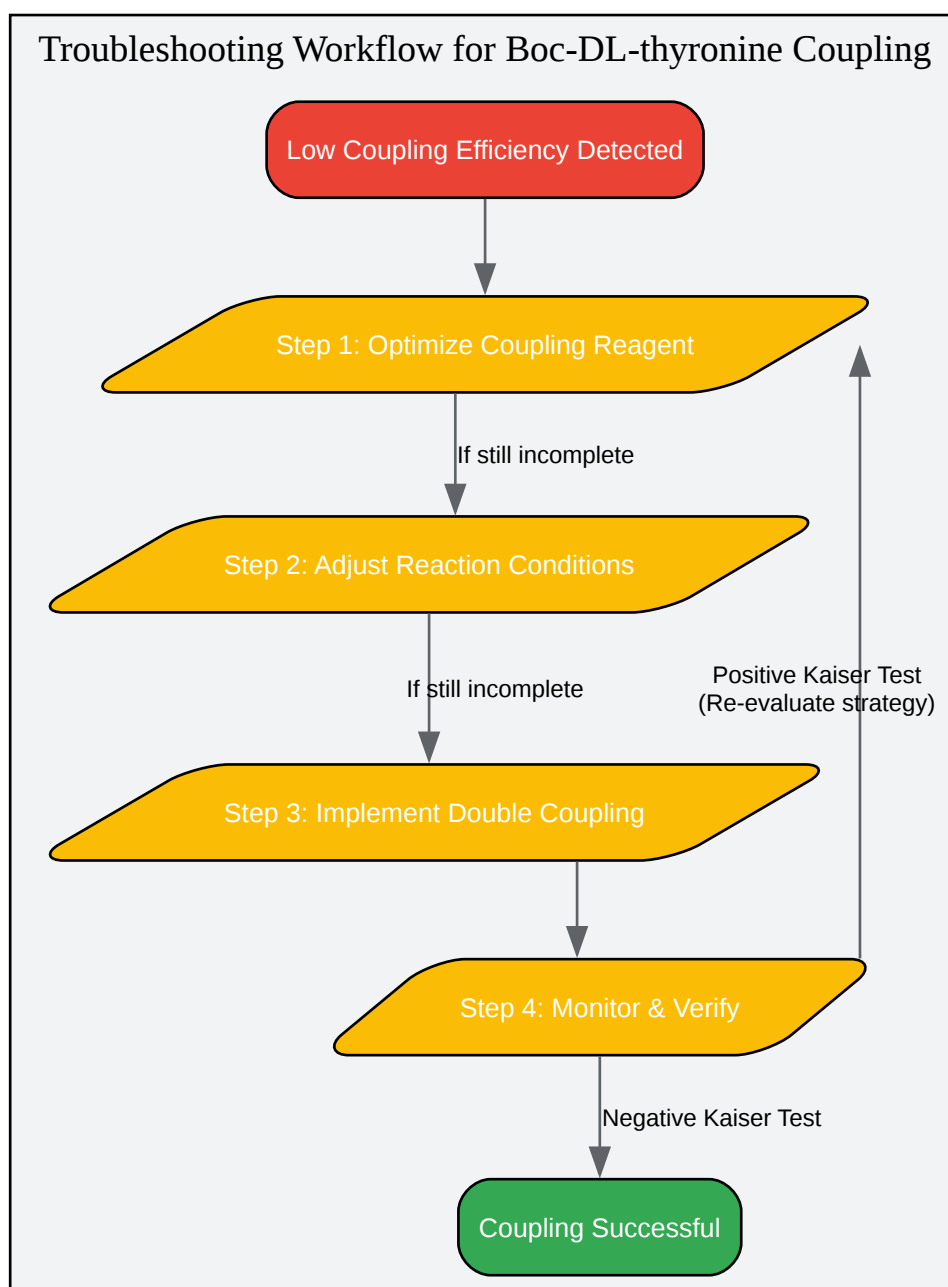 Troubleshooting Workflow for Boc-DL-thyronine Coupling
Low Coupling Efficiency Detected
Step 1: Optimize Coupling Reagent
If still incomplete
Step 2: Adjust Reaction Conditions
If still incomplete
Positive Kaiser Test
(Re-evaluate strategy)
Step 3: Implement Double Coupling
Step 4: Monitor & Verify
Negative Kaiser Test
Coupling Successful